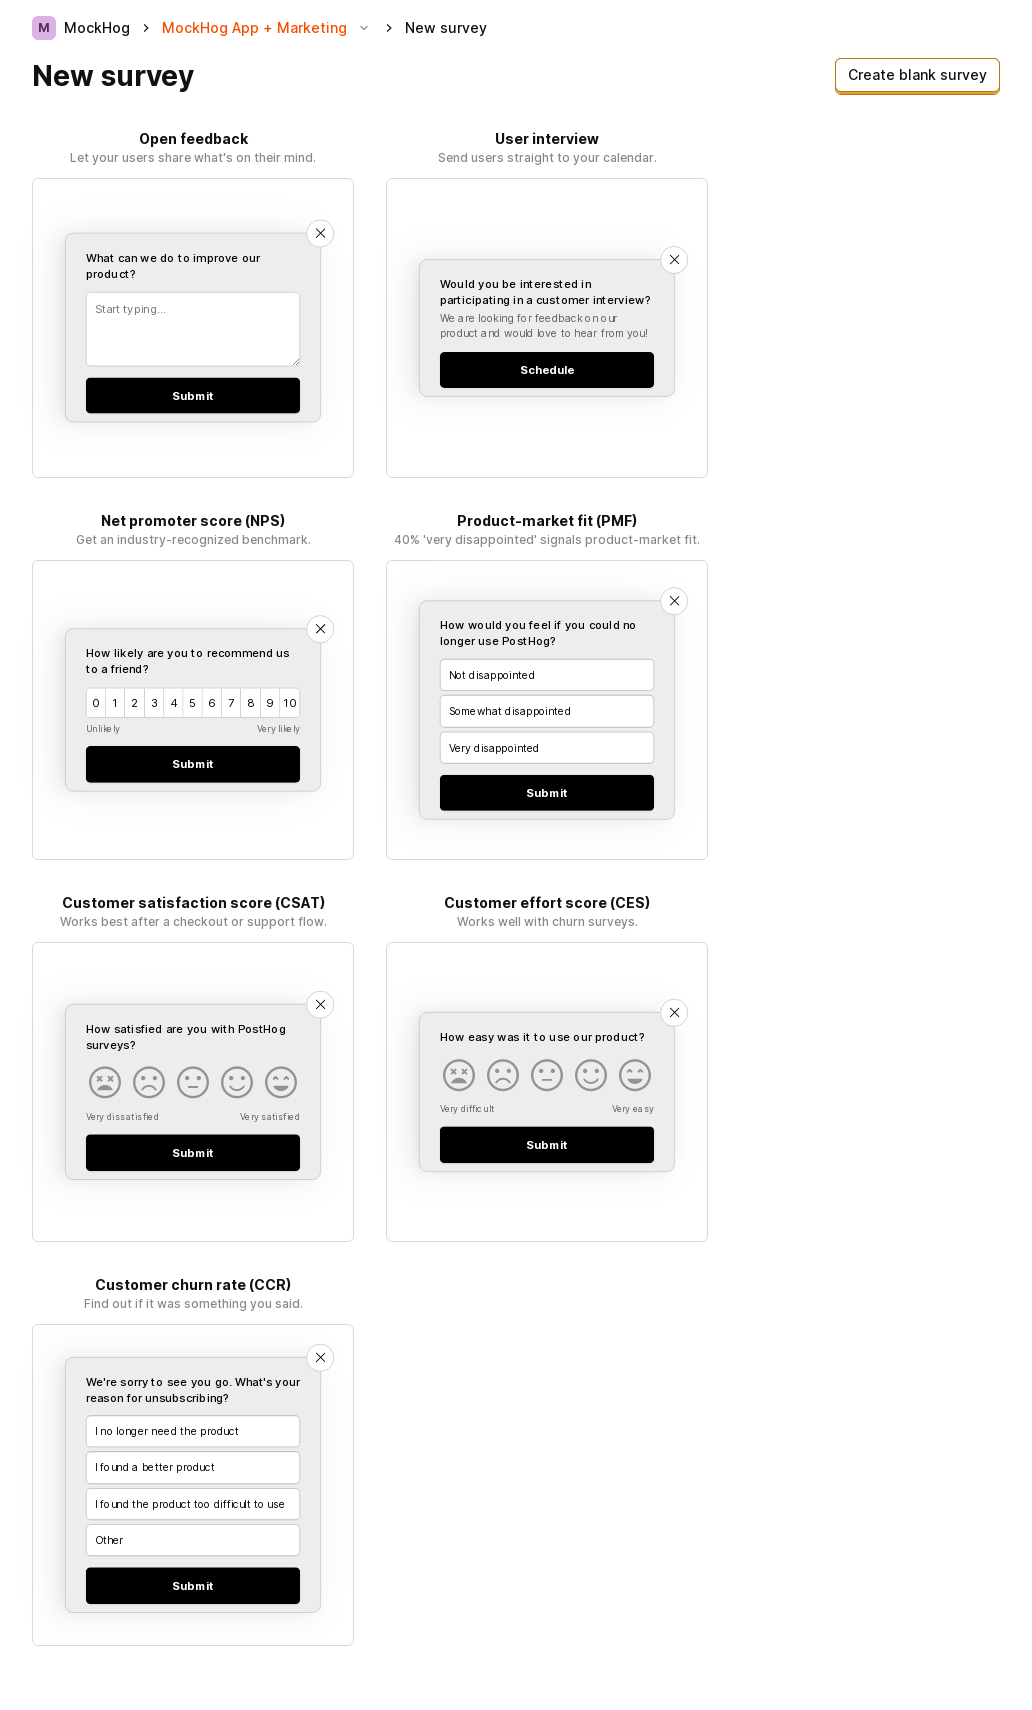 M MockHog MockHog App + Marketing New survey
New survey
Create blank survey
Open feedback
Let your users share what's on their mind.
What can we do to improve our
product?
Start typing...
Submit
User interview
Send users straight to your calendar.
Would you be interested in
participating in a customer interview?
We are looking for feedback on our
product and would love to hear from you!
Schedule
Net promoter score (NPS)
Get an industry-recognized benchmark.
How likely are you to recommend us
to a friend?
0 1 2 3 4 5 6 7 8 9 10
Unlikely Very likely
Submit
Product-market fit (PMF)
40% 'very disappointed' signals product-market fit.
How would you feel if you could no
longer use PostHog?
Not disappointed
Somewhat disappointed
Very disappointed
Submit
Customer satisfaction score (CSAT)
Works best after a checkout or support flow.
How satisfied are you with PostHog
surveys?
Very dissatisfied Very satisfied
Submit
Customer effort score (CES)
Works well with churn surveys.
How easy was it to use our product?
Very difficult Very easy
Submit
Customer churn rate (CCR)
Find out if it was something you said.
We're sorry to see you go. What's your
reason for unsubscribing?
I no longer need the product
I found a better product
I found the product too difficult to use
Other
Submit